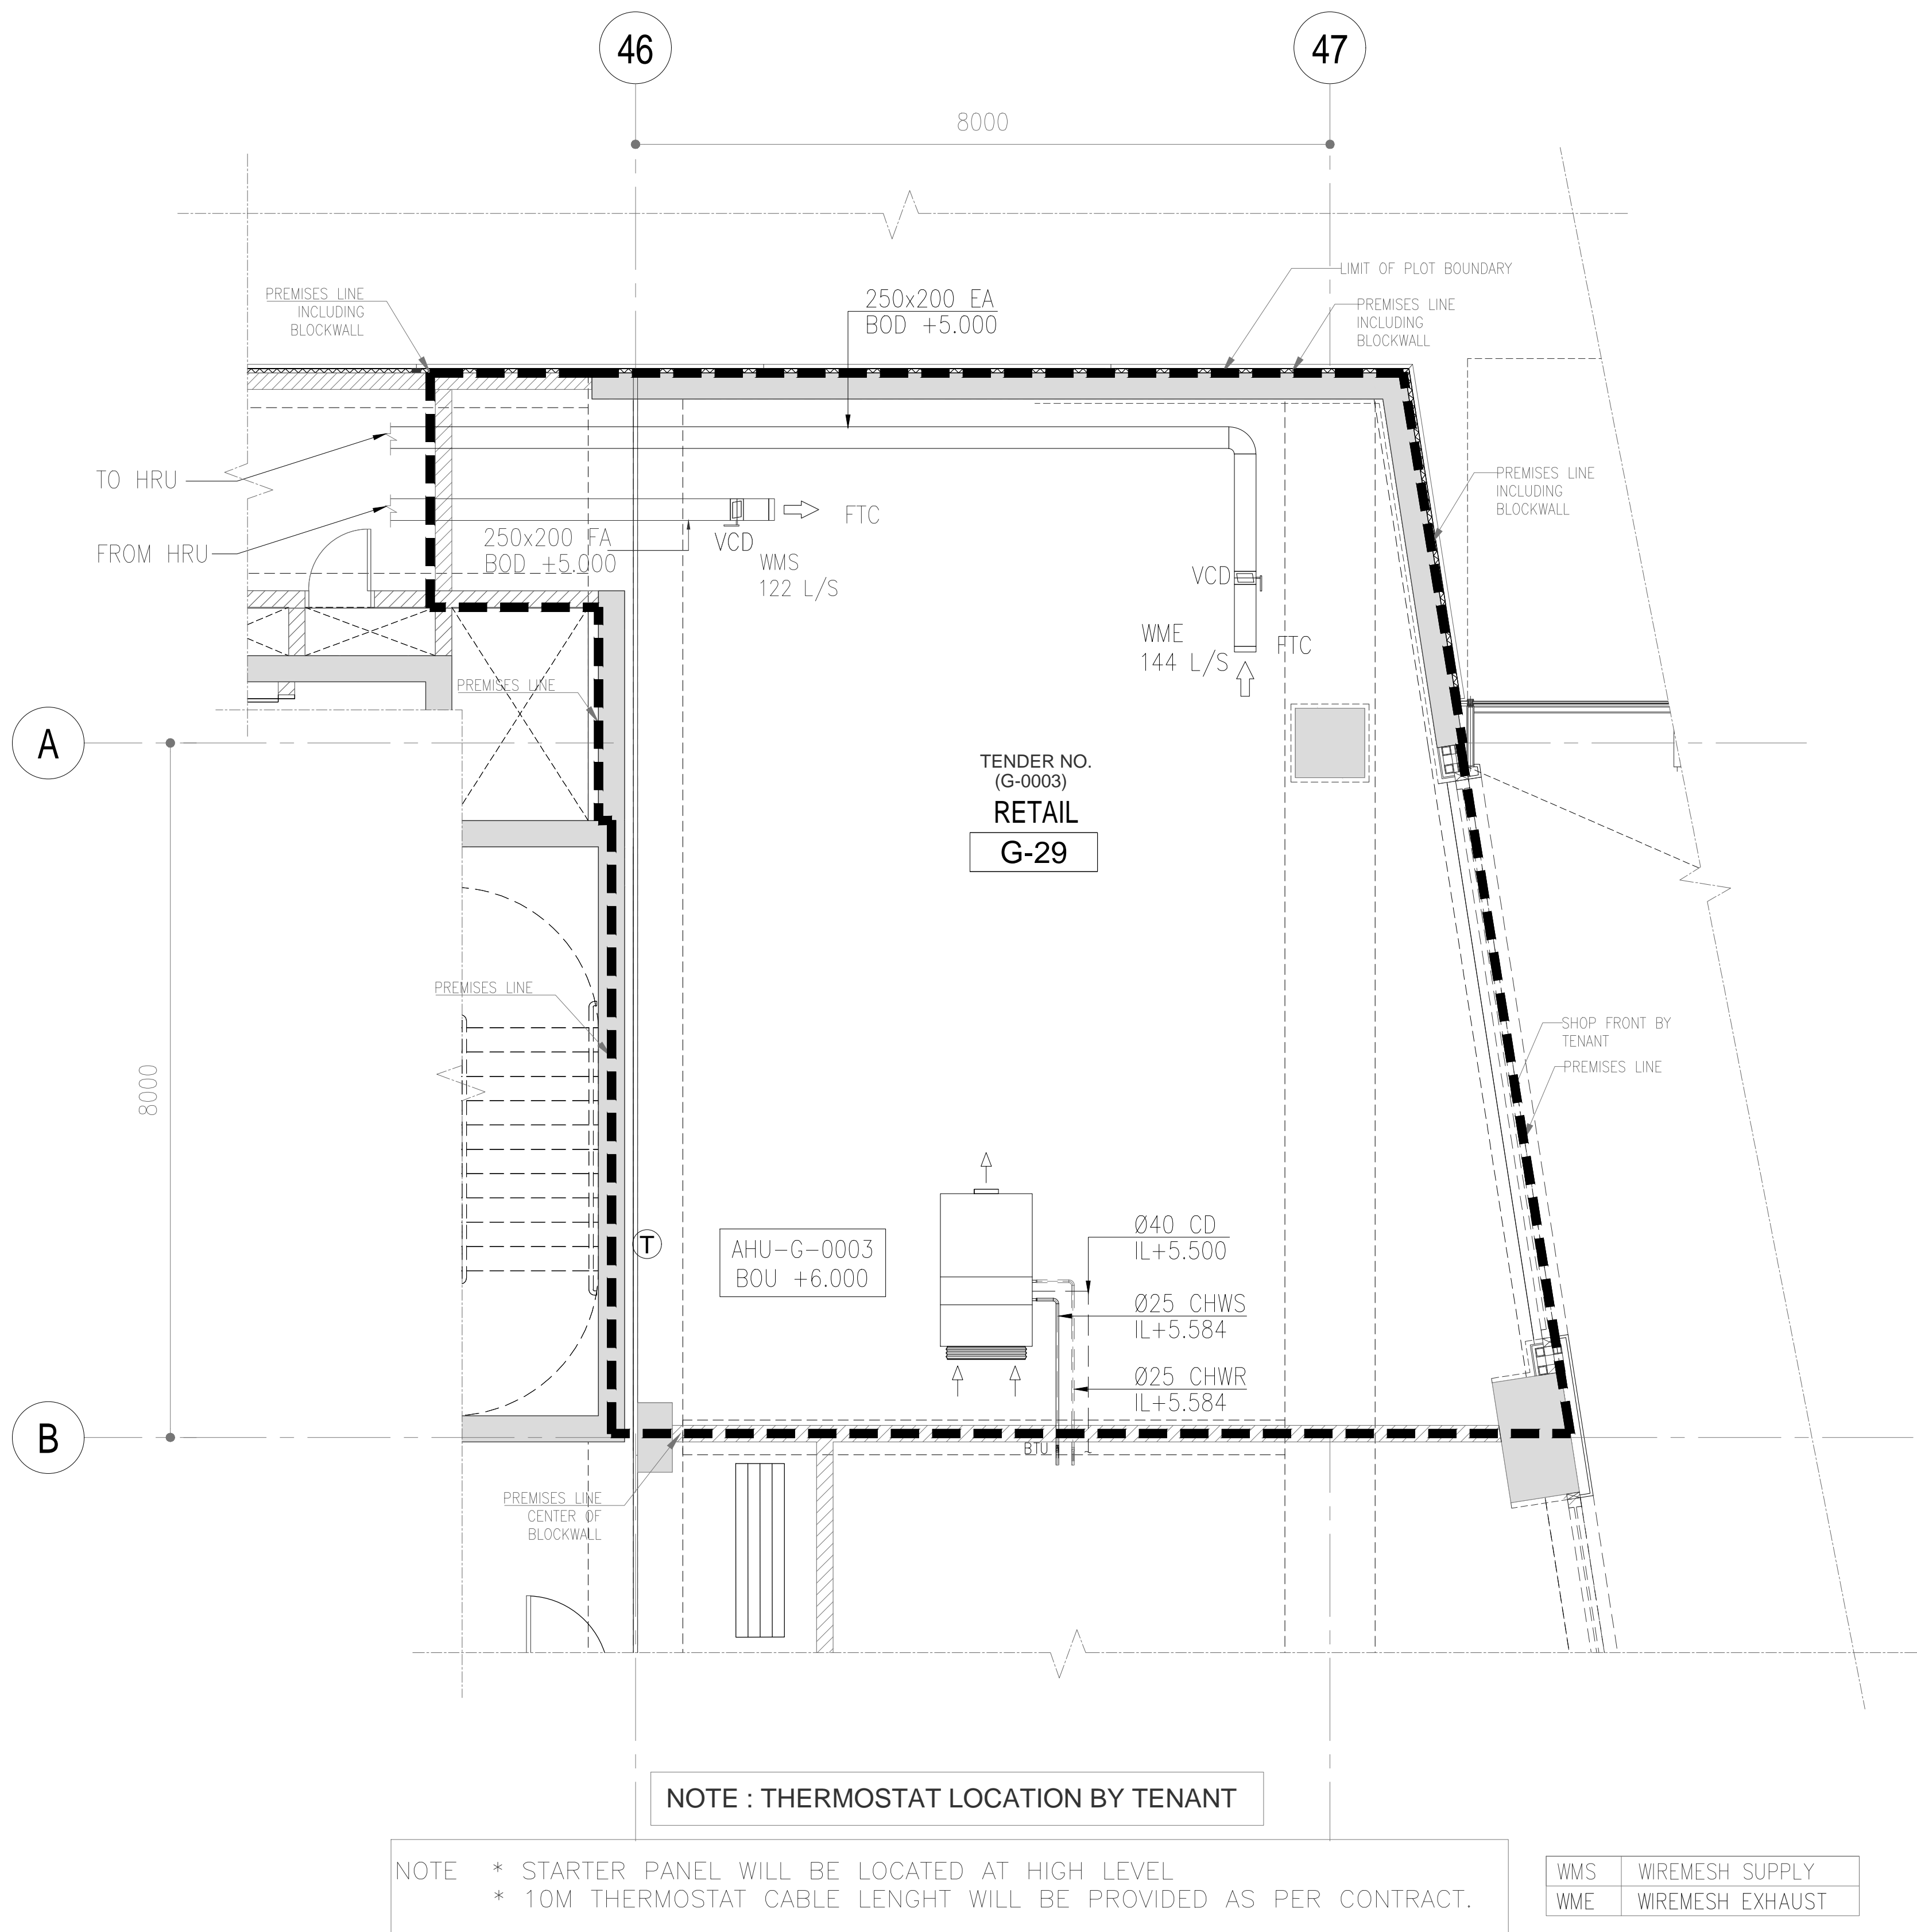 46
47
8000
LIMIT OF PLOT BOUNDARY
PREMISES LINE
INCLUDING
BLOCKWALL
250x200 EA
BOD +5.000
PREMISES LINE
INCLUDING
BLOCKWALL
TO HRU
FROM HRU
PREMISES LINE
INCLUDING
BLOCKWALL
250x200 FA
BOD +5.000
VCD
FTC
WMS
122 L/S
VCD
WME
144 L/S
FTC
PREMISES LINE
A
TENDER NO.
(G-0003)
RETAIL
G-29
PREMISES LINE
SHOP FRONT BY
TENANT
PREMISES LINE
8000
T
AHU-G-0003
BOU +6.000
Ø40 CD
IL+5.500
Ø25 CHWS
IL+5.584
Ø25 CHWR
IL+5.584
B
BTU
PREMISES LINE
CENTER OF
BLOCKWALL
NOTE : THERMOSTAT LOCATION BY TENANT
NOTE * STARTER PANEL WILL BE LOCATED AT HIGH LEVEL
* 10M THERMOSTAT CABLE LENGHT WILL BE PROVIDED AS PER CONTRACT.
WMS WIREMESH SUPPLY
WME WIREMESH EXHAUST